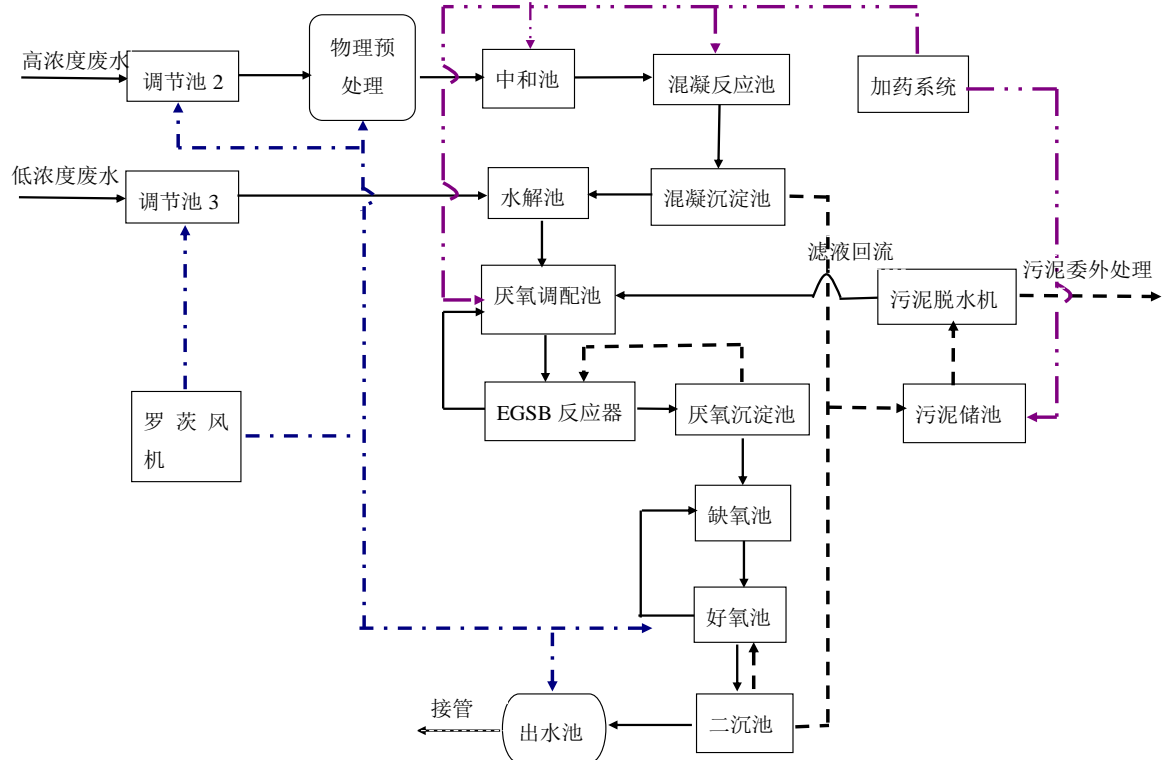 高浓度废水
调节池 2
物理预
处理
中和池
混凝反应池
加药系统
低浓度废水
调节池 3
水解池
混凝沉淀池
滤液回流
污泥委外处理
厌氧调配池
污泥脱水机
EGSB 反应器
厌氧沉淀池
污泥储池
罗茨风
机
缺氧池
好氧池
接管
出水池
二沉池